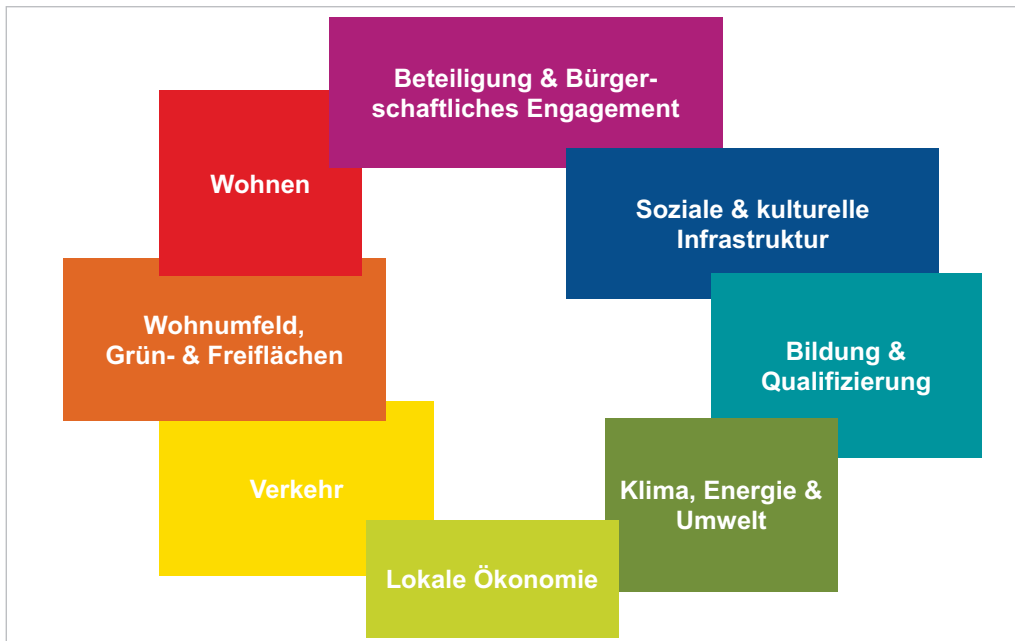 Beteiligung & Bürger-
schaftliches Engagement
Wohnen
Soziale & kulturelle
Infrastruktur
Wohnumfeld,
Grün- & Freiflächen
Bildung &
Qualifizierung
Verkehr
Klima, Energie &
Umwelt
Lokale Ökonomie